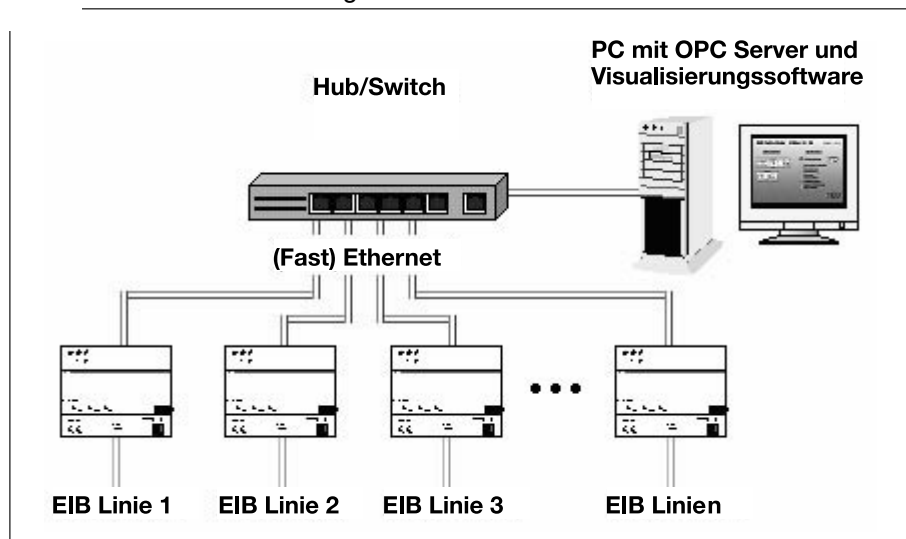 PC mit OPC Server und
Visualisierungssoftware
Hub/Switch
(Fast) Ethernet
EIB Linie 1
EIB Linie 2
EIB Linie 3
EIB Linien